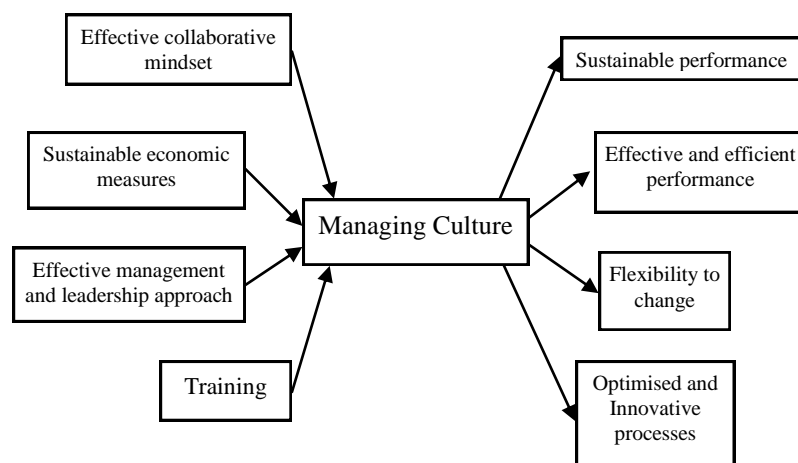 Effective collaborative
mindset
Sustainable economic
measures
Effective management
and leadership approach
Training
Managing Culture
Sustainable performance
Effective and efficient
performance
Flexibility to
change
Optimised and
Innovative
processes